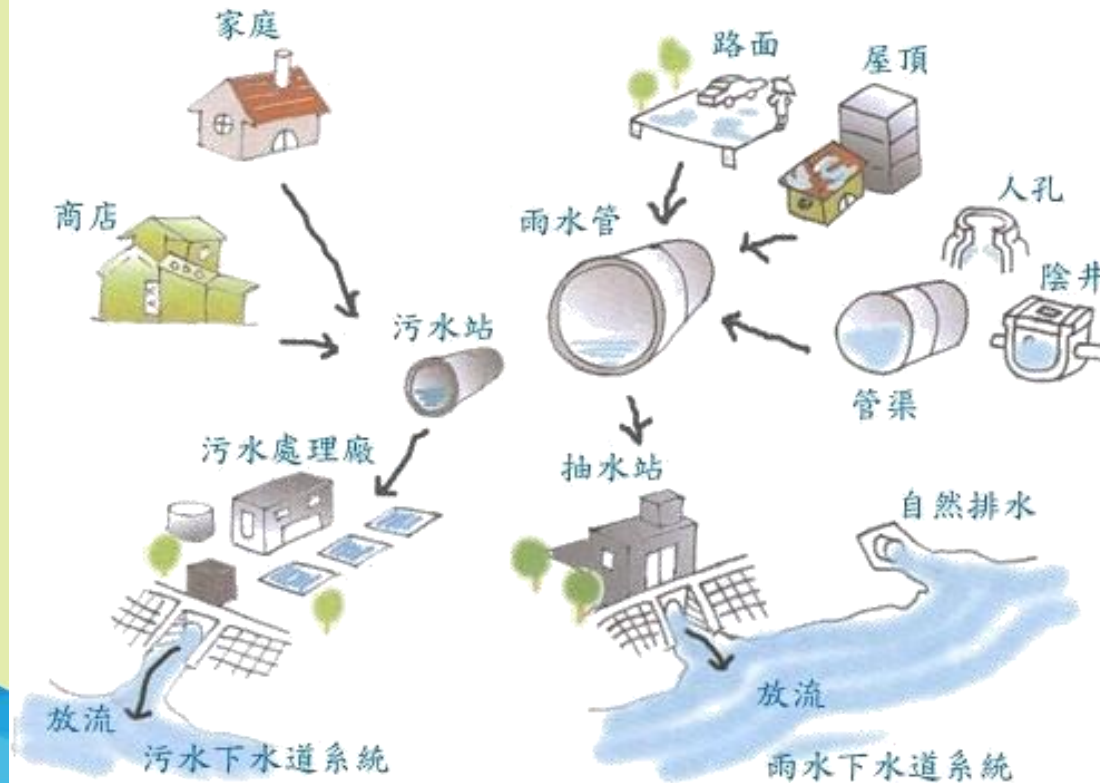 家庭
商店
污水站
污水處理廠
放流
污水下水道系統
路面
屋頂
雨水管
人孔
陰井
管渠
抽水站
自然排水
放流
雨水下水道系統